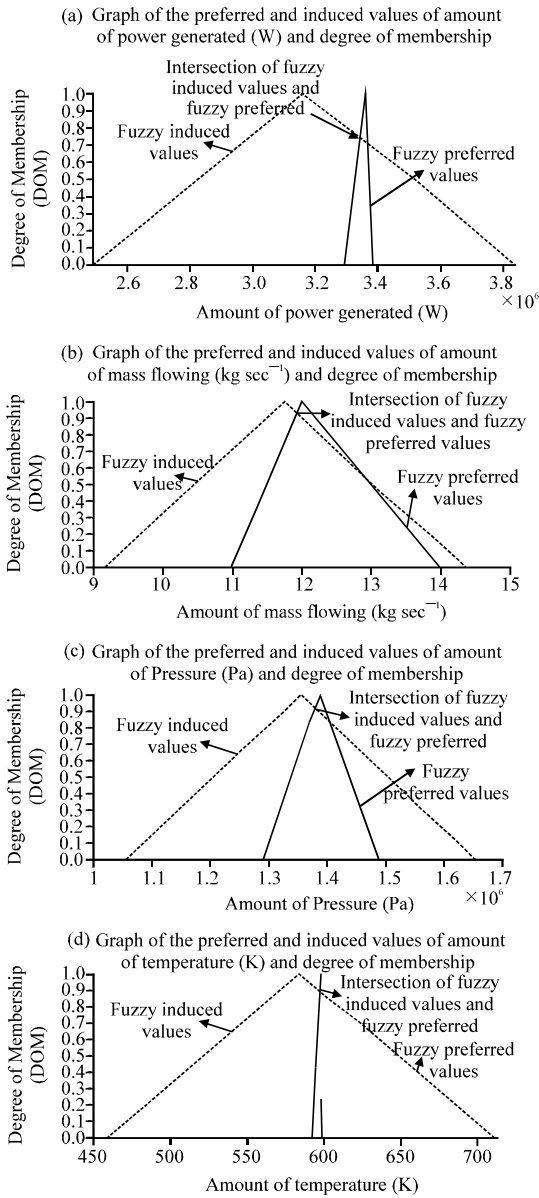 (a) Graph of the preferred and induced values of amount
of power generated (W) and degree of membership
Degree of Membership
(DOM)
1.0
0.9
0.8
0.7
0.6
0.5
0.4
0.3
0.2
0.1
0.0
Intersection of fuzzy
induced values and
fuzzy preferred
Fuzzy induced
values
Fuzzy preferred
values
2.6 3.0 3.2 3.4 3.6 3.8
×10⁶
Amount of power generated (W)
(b) Graph of the preferred and induced values of amount
of mass flowing (kg sec⁻¹) and degree of membership
Degree of Membership
(DOM)
1.0
0.9
0.8
0.7
0.6
0.5
0.4
0.3
0.2
0.1
0.0
Intersection of fuzzy
induced values and fuzzy
preferred values
Fuzzy induced
values
Fuzzy preferred
values
9 10 11 12 13 14 15
Amount of mass flowing (kg sec⁻¹)
(c) Graph of the preferred and induced values of amount
of Pressure (Pa) and degree of membership
Degree of Membership
(DOM)
1.0
0.9
0.8
0.7
0.6
0.5
0.4
0.3
0.2
0.1
0.0
Intersection of fuzzy
induced values and
fuzzy preferred
Fuzzy induced
values
Fuzzy
preferred values
1 1.1 1.2 1.3 1.4 1.5 1.6 1.7
×10⁶
Amount of Pressure (Pa)
(d) Graph of the preferred and induced values of amount
of temperature (K) and degree of membership
Degree of Membership
(DOM)
1.0
0.9
0.8
0.7
0.6
0.5
0.4
0.3
0.2
0.1
0.0
Intersection of fuzzy
induced values and
fuzzy preferred
Fuzzy induced
values
Fuzzy preferred
values
450 500 550 600 650 700
Amount of temperature (K)